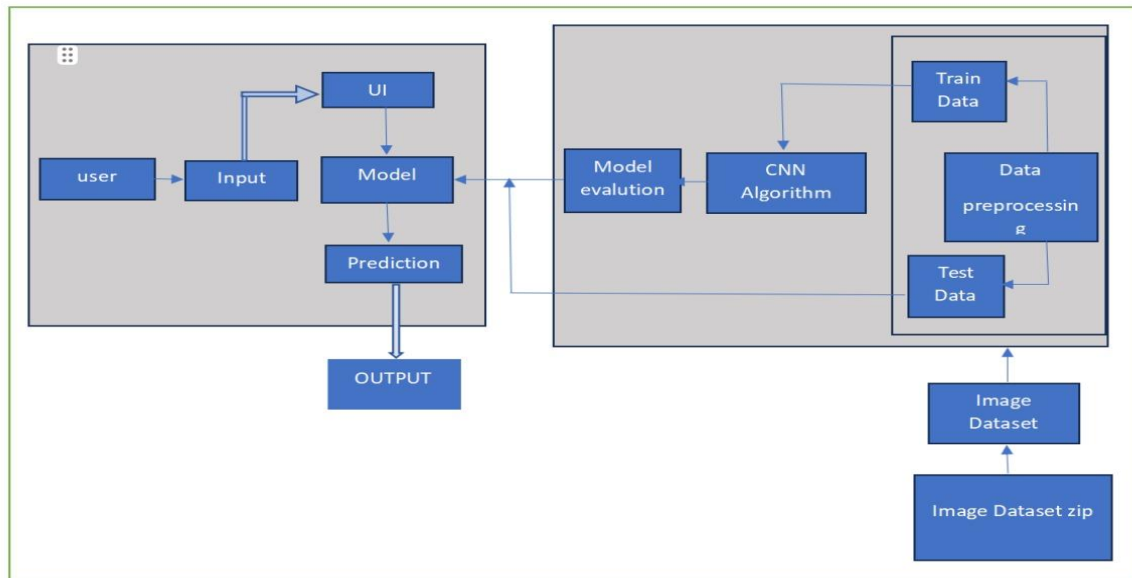 user
Input
UI
Model
Prediction
OUTPUT
Model
evalution
CNN
Algorithm
Train
Data
Data
preprocessin
g
Test
Data
Image
Dataset
Image Dataset zip